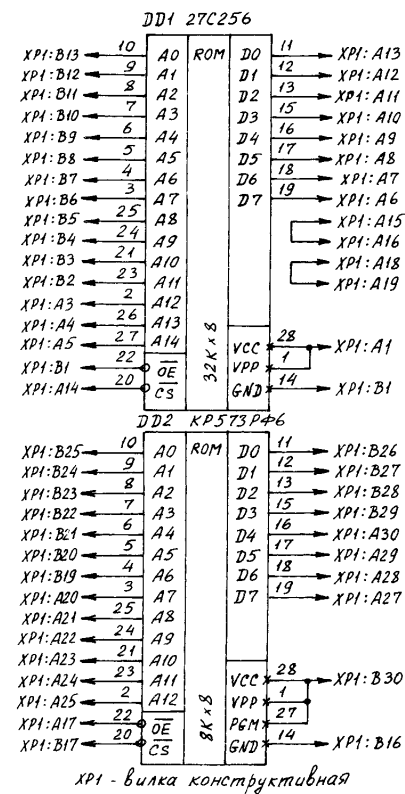 DD1 27C256
XP1:B13 10 A0 ROM D0 11 XP1:A13
XP1:B12 9 A1 D1 12 XP1:A12
XP1:B11 8 A2 D2 13 XP1:A11
XP1:B10 7 A3 D3 15 XP1:A10
XP1:B9 6 A4 D4 16 XP1:A9
XP1:B8 5 A5 D5 17 XP1:A8
XP1:B7 4 A6 D6 18 XP1:A7
XP1:B6 3 A7 D7 19 XP1:A6
XP1:B5 25 A8 XP1:A15
XP1:B4 24 A9 XP1:A16
XP1:B3 21 A10 XP1:A18
XP1:B2 23 A11 XP1:A19
XP1:A3 2 A12
XP1:A4 26 A13
XP1:A5 27 A14 32K×8 VCC 28 XP1:A1
XP1:B1 22 OE VPP 1
XP1:A14 20 CS GND 14 XP1:B1
DD2 КР573РФ6
XP1:B25 10 A0 ROM D0 11 XP1:B26
XP1:B24 9 A1 D1 12 XP1:B27
XP1:B23 8 A2 D2 13 XP1:B28
XP1:B22 7 A3 D3 15 XP1:B29
XP1:B21 6 A4 D4 16 XP1:A30
XP1:B20 5 A5 D5 17 XP1:A29
XP1:B19 4 A6 D6 18 XP1:A28
XP1:A20 3 A7 D7 19 XP1:A27
XP1:A21 25 A8
XP1:A22 24 A9
XP1:A23 21 A10
XP1:A24 23 A11 VCC 28 XP1:B30
XP1:A25 2 A12 VPP 1
XP1:A17 22 OE 8K×8 PGM 27
XP1:B17 20 CS GND 14 XP1:B16
XP1 - вилка конструктивная